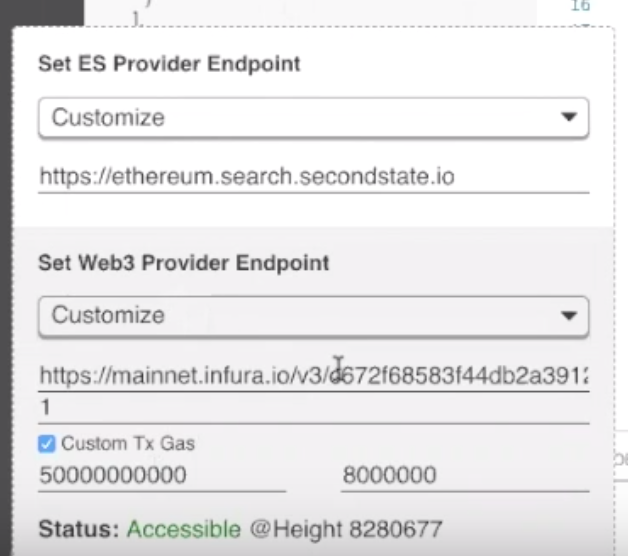 16
Set ES Provider Endpoint
Customize
https://ethereum.search.secondstate.io
Set Web3 Provider Endpoint
Customize
https://mainnet.infura.io/v3/d672f68583f44db2a3912
1
Custom Tx Gas
50000000000 8000000
Status: Accessible @Height 8280677